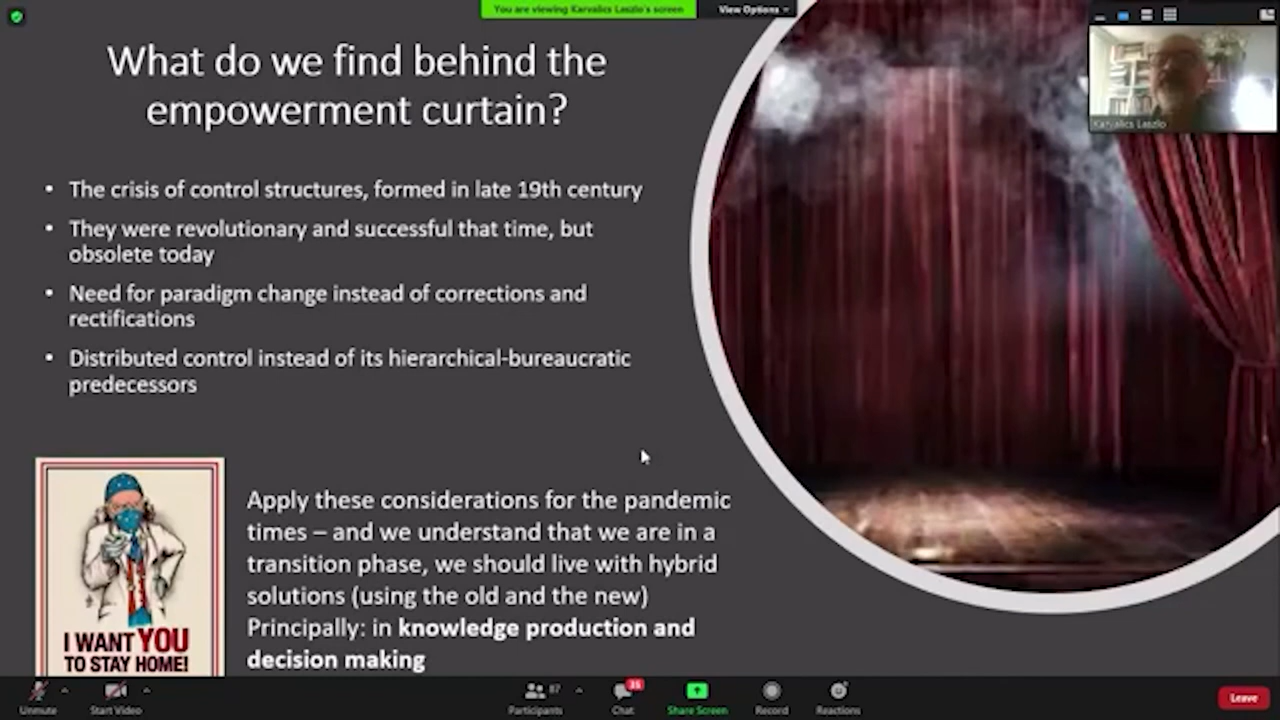 You are viewing Karvalics Laszlo's screen
View Options
What do we find behind the
empowerment curtain?
• The crisis of control structures, formed in late 19th century
• They were revolutionary and successful that time, but
obsolete today
• Need for paradigm change instead of corrections and
rectifications
• Distributed control instead of its hierarchical-bureaucratic
predecessors
Karvalics Laszlo
I WANT YOU
TO STAY HOME!
Apply these considerations for the pandemic
times – and we understand that we are in a
transition phase, we should live with hybrid
solutions (using the old and the new)
Principally: in knowledge production and
decision making
Unmute
Start Video
Participants
87
Chat
35
Share Screen
Record
Reactions
Leave